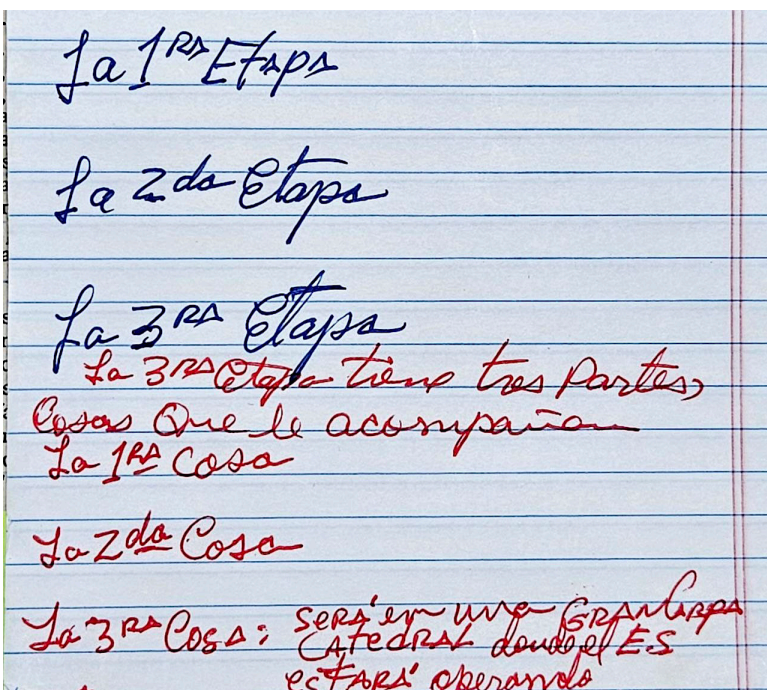 La 1RA Etapa
La 2da Etapa
La 3RA Etapa
La 3RA etapa tiene tres Partes,
Cosas Que le acompañan
La 1RA Cosa
La 2da Cosa
La 3RA Cosa: será en una GRAN Carpa
CATEDRAL donde el E.S
estará operando